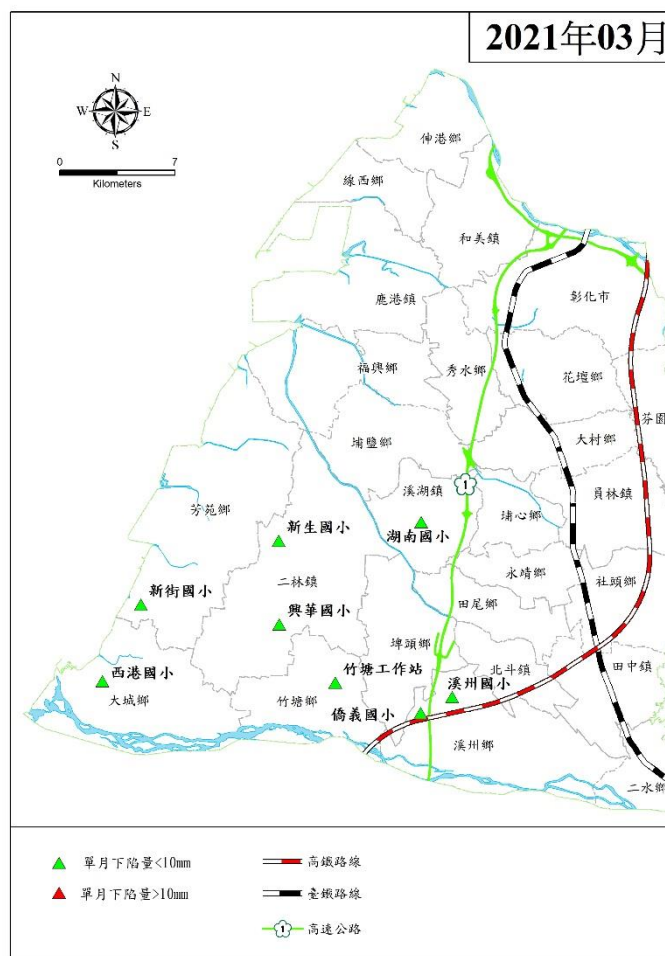 2021年03月
N
W E
S
0 7
Kilometers
伸港鄉
線西鄉
和美鎮
鹿港鎮
彰化市
福興鄉
秀水鄉
花壇鄉
芬園
埔鹽鄉
大村鄉
溪湖鎮
1
員林鎮
芳苑鄉
埔心鄉
新生國小
湖南國小
永靖鄉
二林鎮
社頭鄉
新街國小
田尾鄉
興華國小
埤頭鄉
北斗鎮
田中鎮
西港國小
竹塘工作站
溪州國小
大城鄉
竹塘鄉
僑義國小
溪州鄉
二水鄉
單月下陷量<10mm
高鐵路線
單月下陷量>10mm
臺鐵路線
1
高速公路